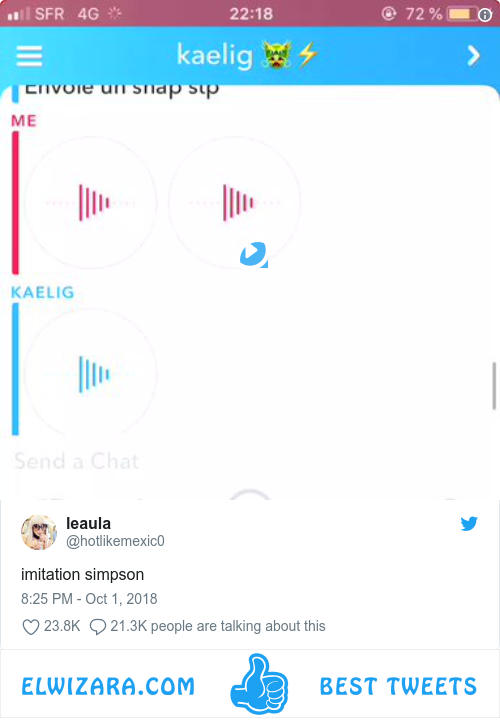 SFR 4G 22:18 72 %
kaelig
Envoie un snap stp
ME
KAELIG
Send a Chat
leaula
@hotlikemexic0
imitation simpson
8:25 PM - Oct 1, 2018
23.8K 21.3K people are talking about this
ELWIZARA.COM BEST TWEETS